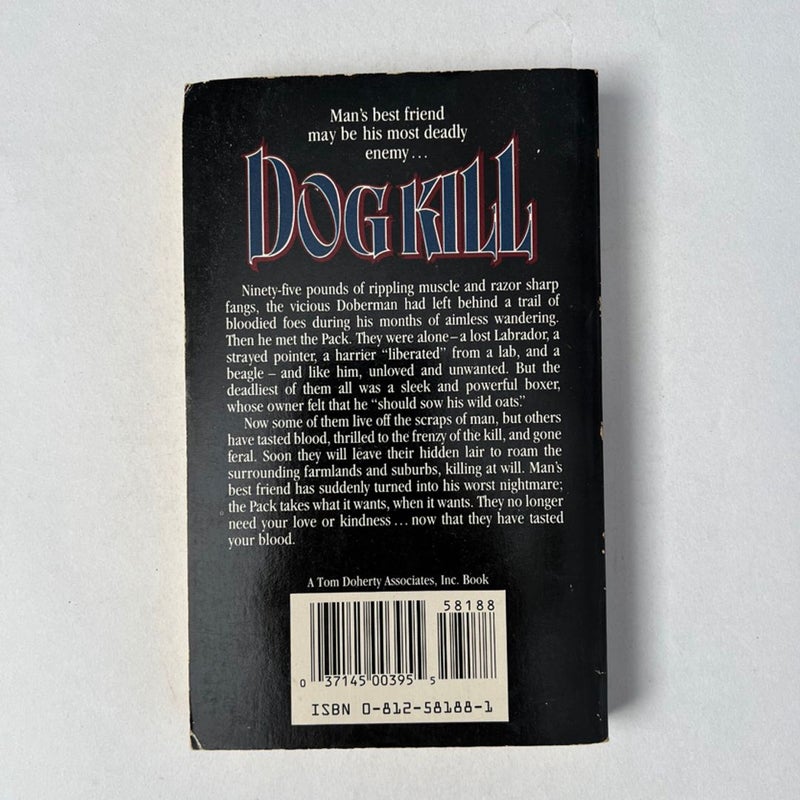 Man's best friend
may be his most deadly
enemy...
DOGKILL
Ninety-five pounds of rippling muscle and razor sharp
fangs, the vicious Doberman had left behind a trail of
bloodied foes during his months of aimless wandering.
Then he met the Pack. They were alone–a lost Labrador, a
strayed pointer, a harrier “liberated” from a lab, and a
beagle – and like him, unloved and unwanted. But the
deadliest of them all was a sleek and powerful boxer,
whose owner felt that he “should sow his wild oats.”
Now some of them live off the scraps of man, but others
have tasted blood, thrilled to the frenzy of the kill, and gone
feral. Soon they will leave their hidden lair to roam the
surrounding farmlands and suburbs, killing at will. Man's
best friend has suddenly turned into his worst nightmare;
the Pack takes what it wants, when it wants. They no longer
need your love or kindness... now that they have tasted
your blood.
A Tom Doherty Associates, Inc. Book
58188
0 37145 00395 5
ISBN 0-812-58188-1